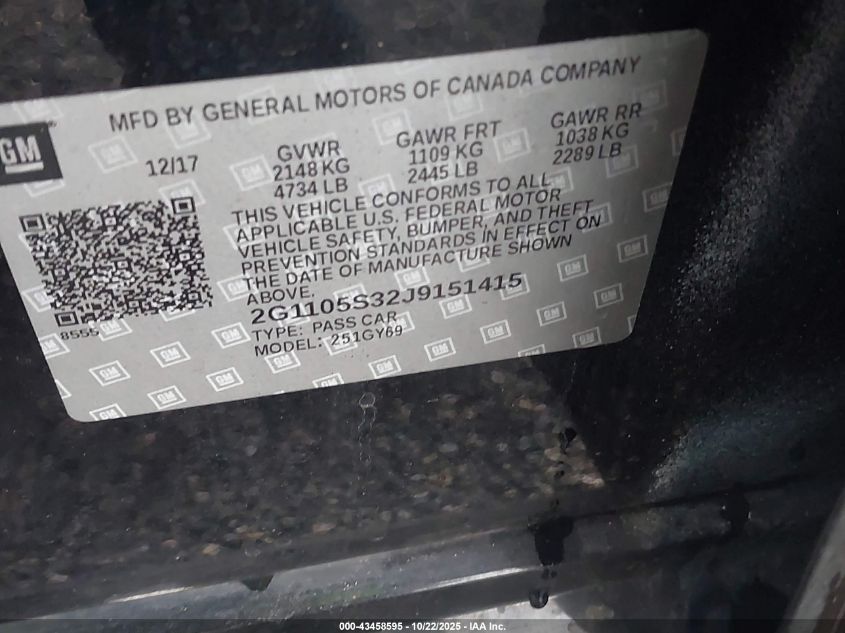 MFD BY GENERAL MOTORS OF CANADA COMPANY
GM
12/17
GVWR
2148 KG
4734 LB
GAWR FRT
1109 KG
2445 LB
GAWR RR
1038 KG
2289 LB
THIS VEHICLE CONFORMS TO ALL
APPLICABLE U.S. FEDERAL MOTOR
VEHICLE SAFETY, BUMPER, AND THEFT
PREVENTION STANDARDS IN EFFECT ON
THE DATE OF MANUFACTURE SHOWN
ABOVE.
2G1105S32J9151415
8555
TYPE: PASS CAR
MODEL: 251GY69
000-43458595 - 10/22/2025 - IAA Inc.